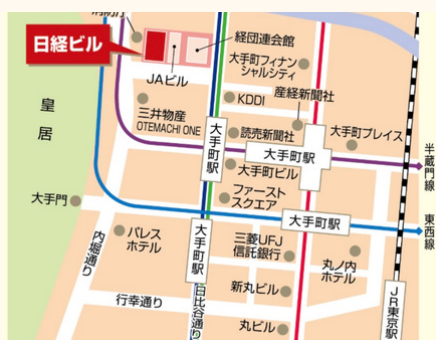 消防庁
日経ビル
経団連会館
大手町フィナン
シャルシティ
JAビル
KDDI
産経新聞社
三井物産
OTEMACHI ONE
読売新聞社
大手町プレイス
皇居
大手町駅
大手町駅
大手町ビル
半蔵門線
ファースト
スクエア
大手門
大手町駅
東西線
内堀通り
パレス
ホテル
大手町駅
三菱UFJ
信託銀行
丸ノ内
ホテル
新丸ビル
日比谷通り
行幸通り
JR東京駅
丸ビル